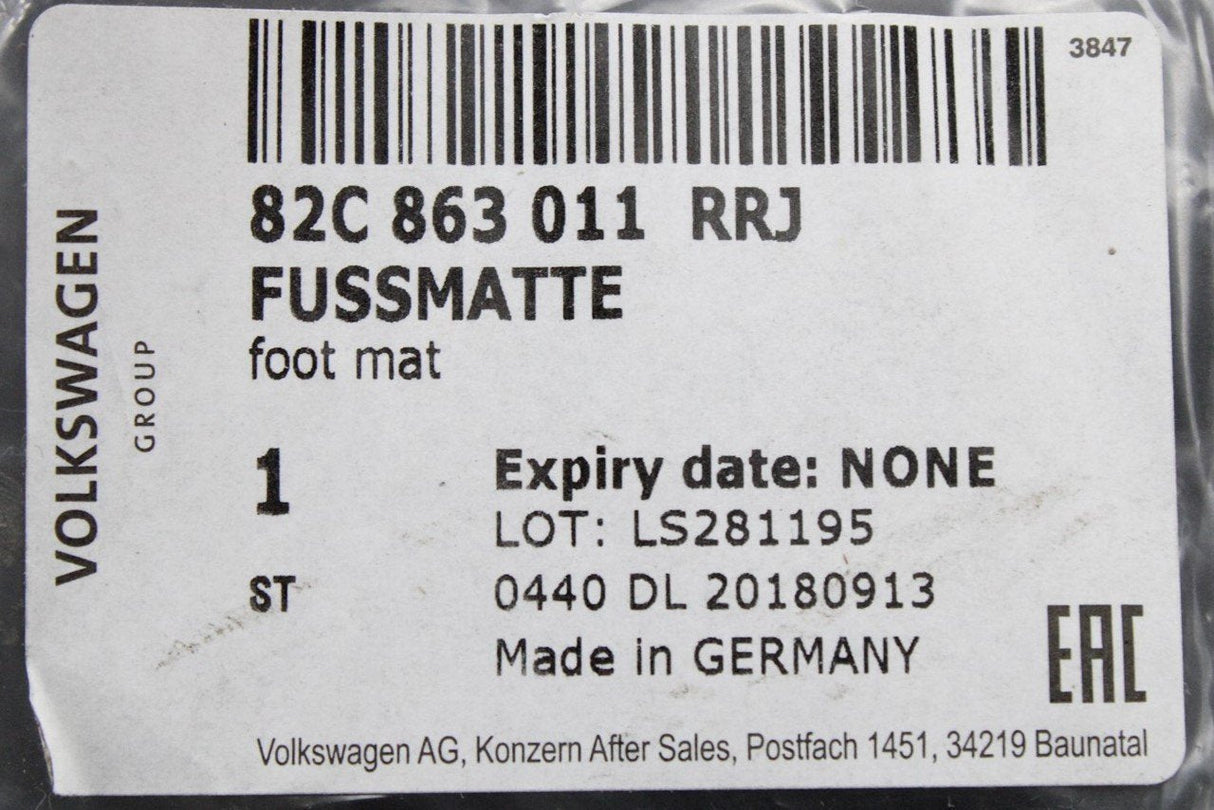 3847
82C 863 011 RRJ
FUSSMATTE
foot mat
1
Expiry date: NONE
LOT: LS281195
ST
0440 DL 20180913
Made in GERMANY
EAC
Volkswagen AG, Konzern After Sales, Postfach 1451, 34219 Baunatal
VOLKSWAGEN
GROUP